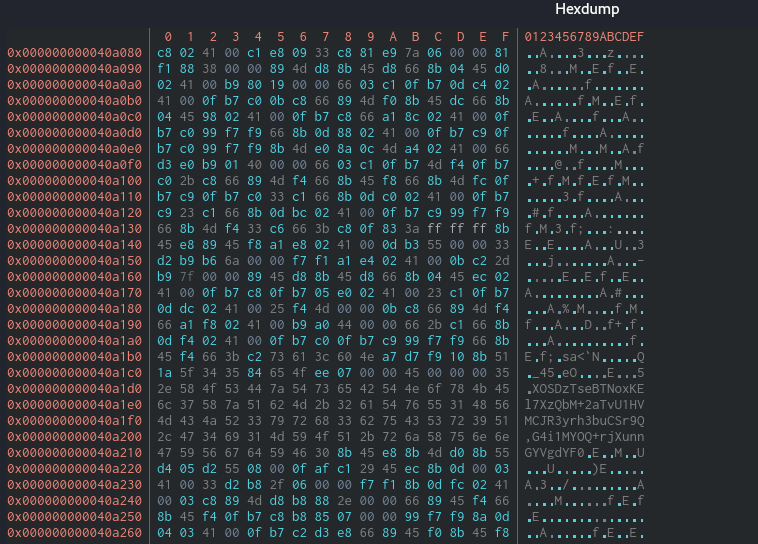 Hexdump
0 1 2 3 4 5 6 7 8 9 A B C D E F 0123456789ABCDEF
0x000000000040a080 c8 02 41 00 c1 e8 09 33 c8 81 e9 7a 06 00 00 81 ..A....3...z....
0x000000000040a090 f1 88 38 00 00 89 4d d8 8b 45 d8 66 8b 04 45 d0 ..8...M..E.f..E.
0x000000000040a0a0 02 41 00 b9 80 19 00 00 66 03 c1 0f b7 0d c4 02 .A......f.......
0x000000000040a0b0 41 00 0f b7 c0 0b c8 66 89 4d f0 8b 45 dc 66 8b A......f.M..E.f.
0x000000000040a0c0 04 45 98 02 41 00 0f b7 c8 66 a1 8c 02 41 00 0f .E..A....f...A..
0x000000000040a0d0 b7 c0 99 f7 f9 66 8b 0d 88 02 41 00 0f b7 c9 0f .....f....A.....
0x000000000040a0e0 b7 c0 99 f7 f9 8b 4d e0 8a 0c 4d a4 02 41 00 66 ......M...M..A.f
0x000000000040a0f0 d3 e0 b9 01 40 00 00 66 03 c1 0f b7 4d f4 0f b7 ....@..f....M...
0x000000000040a100 c0 2b c8 66 89 4d f4 66 8b 45 f8 66 8b 4d fc 0f .+.f.M.f.E.f.M..
0x000000000040a110 b7 c9 0f b7 c0 33 c1 66 8b 0d c0 02 41 00 0f b7 .....3.f....A...
0x000000000040a120 c9 23 c1 66 8b 0d bc 02 41 00 0f b7 c9 99 f7 f9 .#.f....A.......
0x000000000040a130 66 8b 4d f4 33 c6 66 3b c8 0f 83 3a ff ff ff 8b f.M.3.f;...:....
0x000000000040a140 45 e8 89 45 f8 a1 e8 02 41 00 0d b3 55 00 00 33 E..E....A...U..3
0x000000000040a150 d2 b9 b6 6a 00 00 f7 f1 a1 e4 02 41 00 0b c2 2d ...j.......A...-
0x000000000040a160 b9 7f 00 00 89 45 d8 8b 45 d8 66 8b 04 45 ec 02 .....E..E.f..E..
0x000000000040a170 41 00 0f b7 c8 0f b7 05 e0 02 41 00 23 c1 0f b7 A.........A.#...
0x000000000040a180 0d dc 02 41 00 25 f4 4d 00 00 0b c8 66 89 4d f4 ...A.%.M....f.M.
0x000000000040a190 66 a1 f8 02 41 00 b9 a0 44 00 00 66 2b c1 66 8b f...A...D..f+.f.
0x000000000040a1a0 0d f4 02 41 00 0f b7 c0 0f b7 c9 99 f7 f9 66 8b ...A..........f.
0x000000000040a1b0 45 f4 66 3b c2 73 61 3c 60 4e a7 d7 f9 10 8b 51 E.f;.sa<`N.....Q
0x000000000040a1c0 1a 5f 34 35 84 65 4f ee 07 00 00 45 00 00 00 35 ._45.eO....E...5
0x000000000040a1d0 2e 58 4f 53 44 7a 54 73 65 42 54 4e 6f 78 4b 45 .XOSDzTseBTNoxKE
0x000000000040a1e0 6c 37 58 7a 51 62 4d 2b 32 61 54 76 55 31 48 56 l7XzQbM+2aTvU1HV
0x000000000040a1f0 4d 43 4a 52 33 79 72 68 33 62 75 43 53 72 39 51 MCJR3yrh3buCSr9Q
0x000000000040a200 2c 47 34 69 31 4d 59 4f 51 2b 72 6a 58 75 6e 6e ,G4i1MYOQ+rjXunn
0x000000000040a210 47 59 56 67 64 59 46 30 8b 45 e8 8b 4d d8 8b 55 GYVgdYF0.E..M..U
0x000000000040a220 d4 05 d2 55 08 00 0f af c1 29 45 ec 8b 0d 00 03 ...U.....)E.....
0x000000000040a230 41 00 33 d2 b8 2f 06 00 00 f7 f1 8b 0d fc 02 41 A.3../.........A
0x000000000040a240 00 03 c8 89 4d d8 b8 88 2e 00 00 66 89 45 f4 66 ....M......f.E.f
0x000000000040a250 8b 45 f4 0f b7 c8 b8 85 07 00 00 99 f7 f9 8a 0d .E..............
0x000000000040a260 04 03 41 00 0f b7 c2 d3 e8 66 89 45 f0 8b 45 f8 ..A......f.E..E.